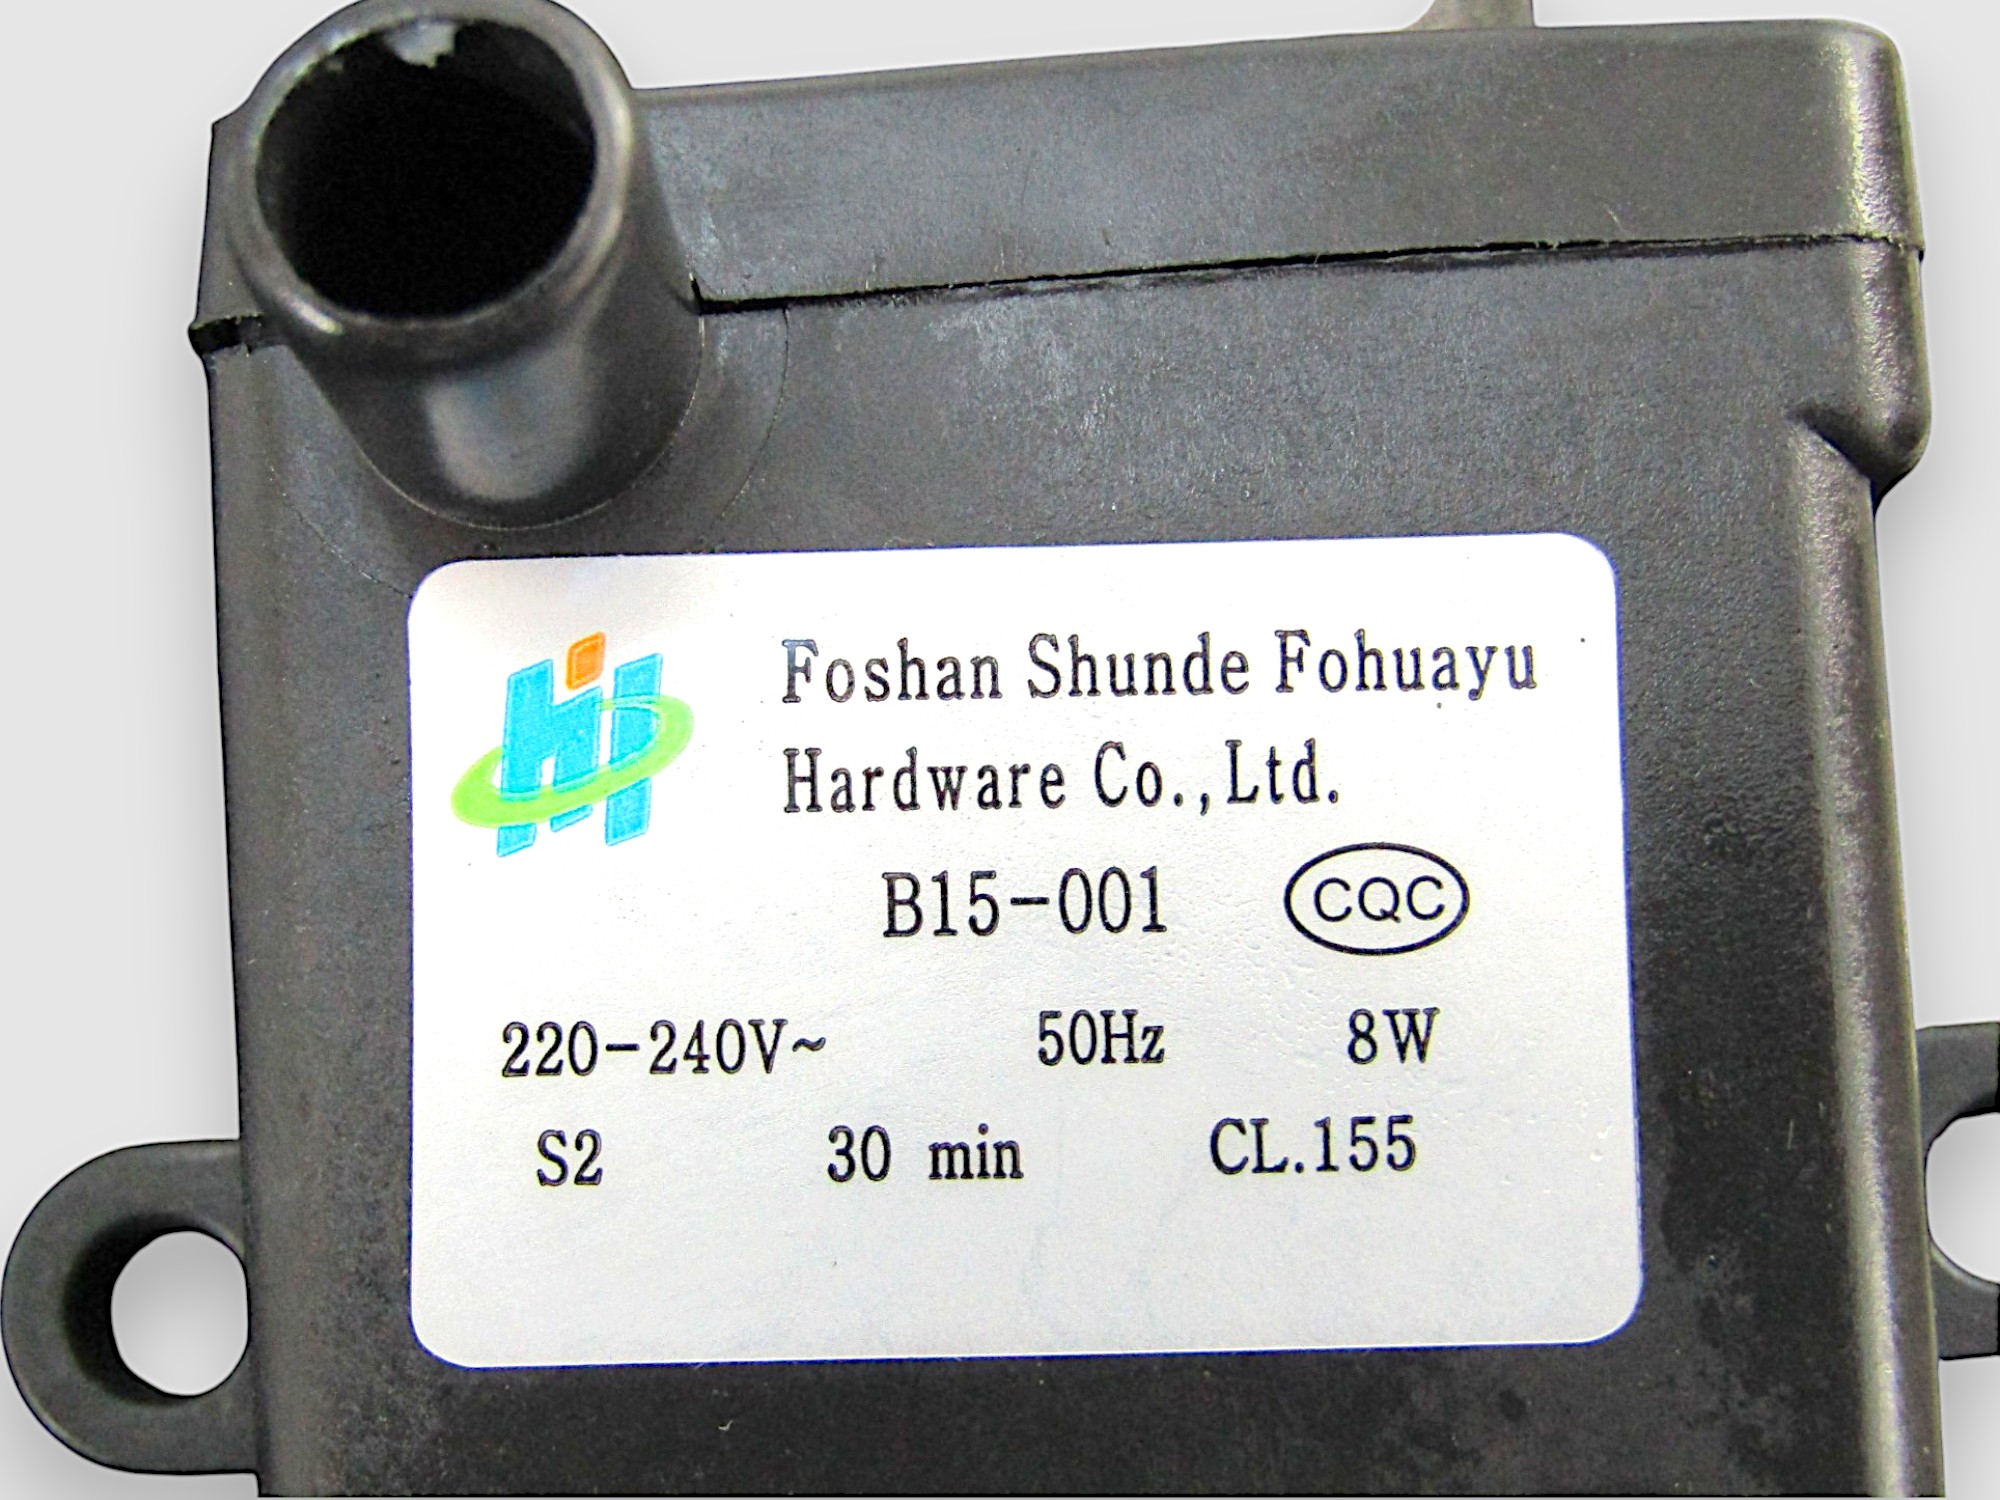 Foshan Shunde Fohuayu
Hardware Co.,Ltd.
B15-001 CQC
220-240V~ 50Hz 8W
S2 30 min CL.155